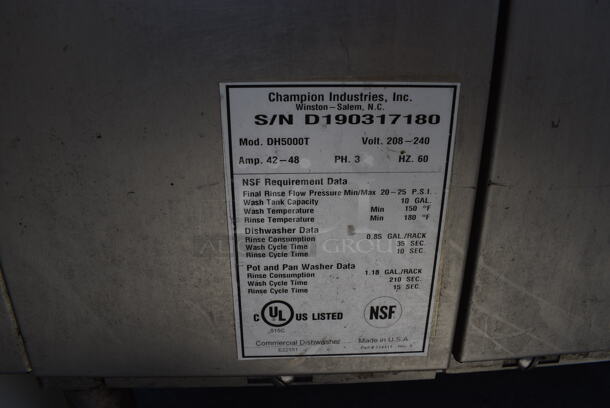 Champion Industries, Inc.
Winston-Salem, N.C.
S/N D190317180
Mod. DH5000T Volt. 208-240
Amp. 42-48 PH. 3 HZ. 60
NSF Requirement Data
Final Rinse Flow Pressure Min/Max 20-25 P.S.I.
Wash Tank Capacity 10 GAL.
Wash Temperature Min 150 °F
Rinse Temperature Min 180 °F
Dishwasher Data
Rinse Consumption 0.85 GAL./RACK
Wash Cycle Time 35 SEC.
Rinse Cycle Time 10 SEC.
Pot and Pan Washer Data
Rinse Consumption 1.18 GAL./RACK
Wash Cycle Time 210 SEC.
Rinse Cycle Time 15 SEC.
C UL US LISTED NSF
Commercial Dishwasher Made in U.S.A.